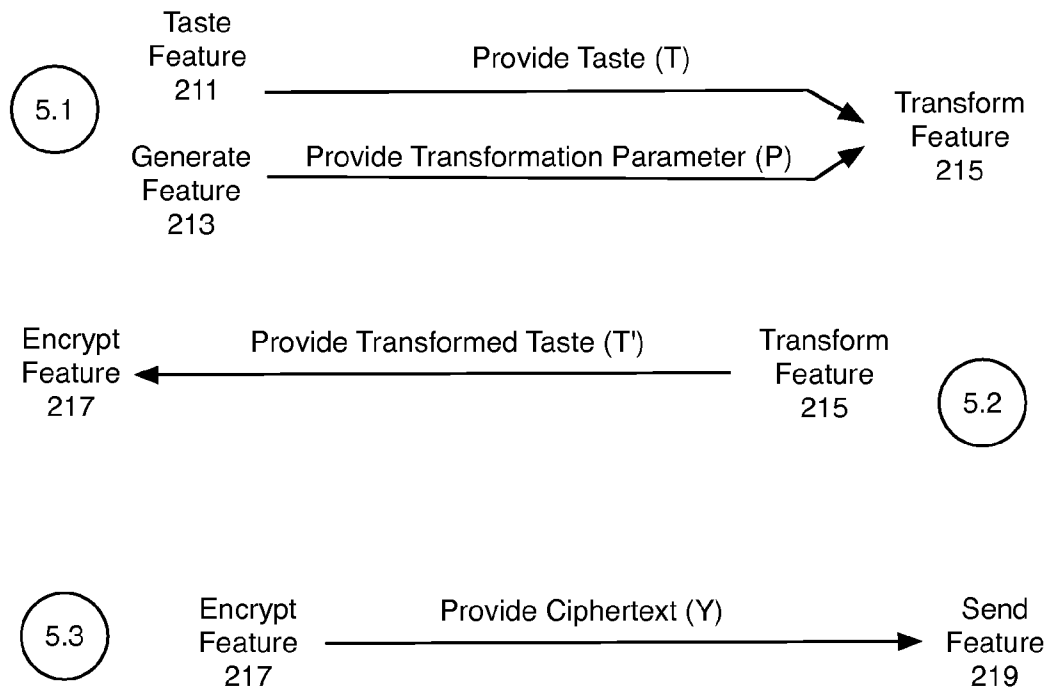 5.1
Taste
Feature
211
Provide Taste (T)
Generate
Feature
213
Provide Transformation Parameter (P)
Transform
Feature
215
Encrypt
Feature
217
Provide Transformed Taste (T')
Transform
Feature
215
5.2
5.3
Encrypt
Feature
217
Provide Ciphertext (Y)
Send
Feature
219